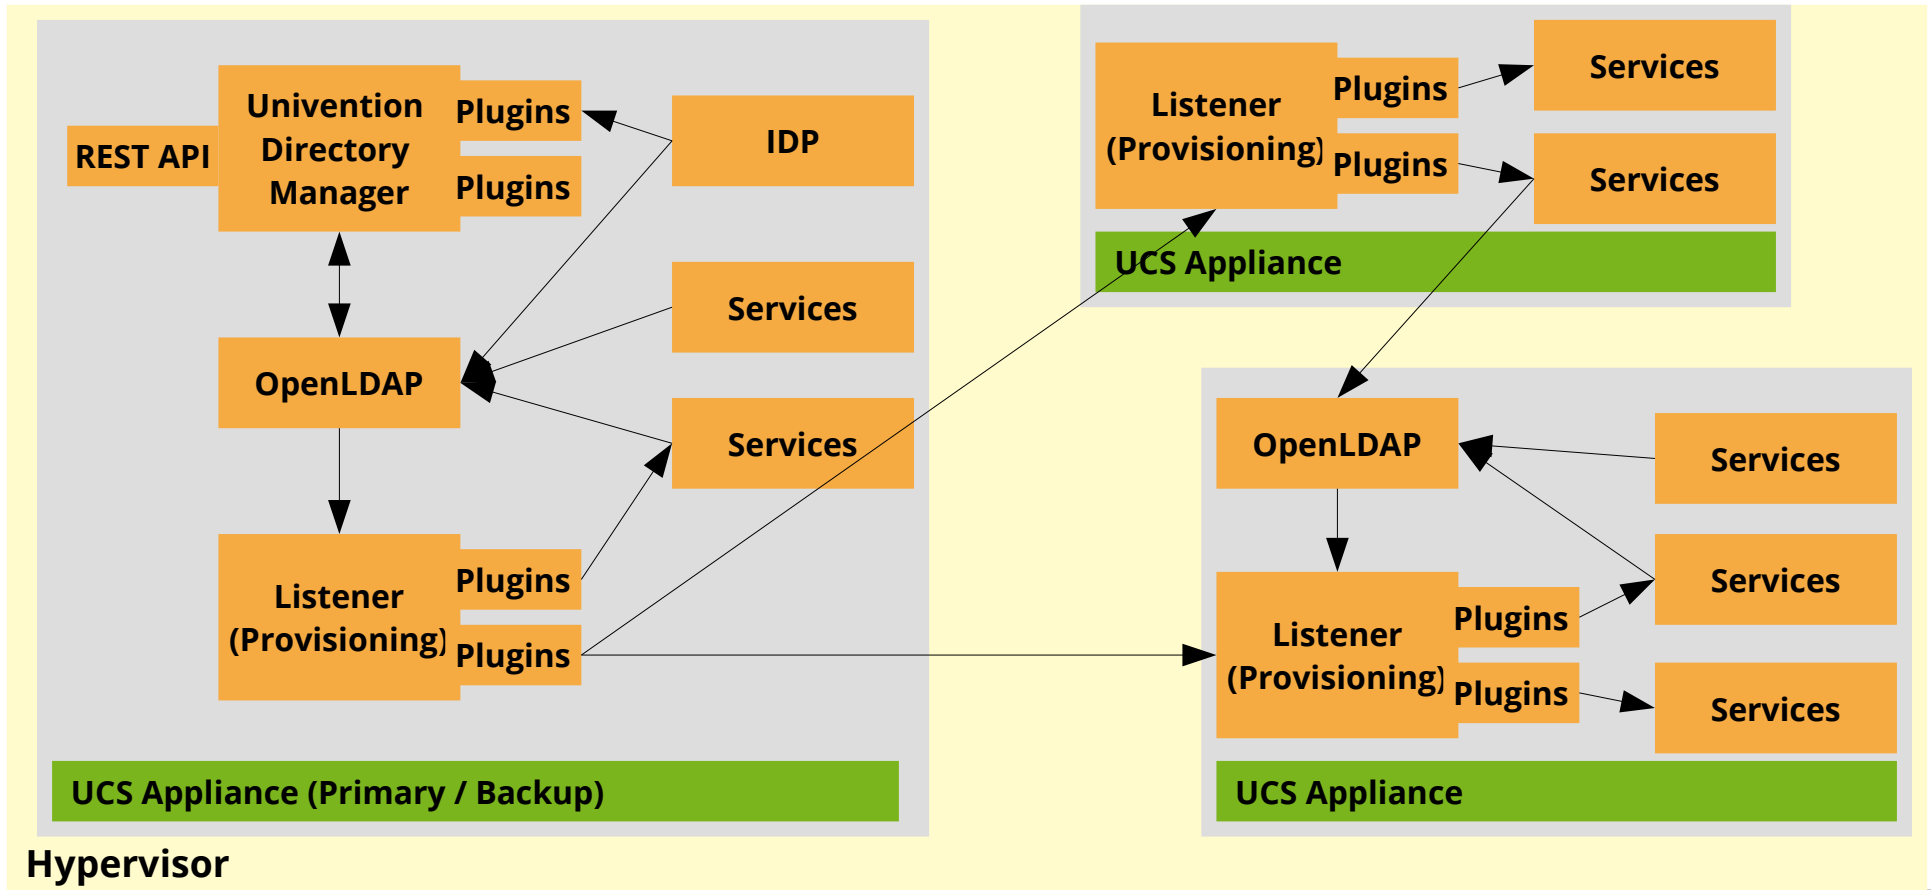 Univention
Directory
Manager
REST API
Plugins
Plugins
IDP
OpenLDAP
Services
Services
Listener
(Provisioning)
Plugins
Plugins
UCS Appliance (Primary / Backup)
Listener
(Provisioning)
Plugins
Plugins
Services
Services
UCS Appliance
OpenLDAP
Services
Services
Listener
(Provisioning)
Plugins
Plugins
Services
UCS Appliance
Hypervisor